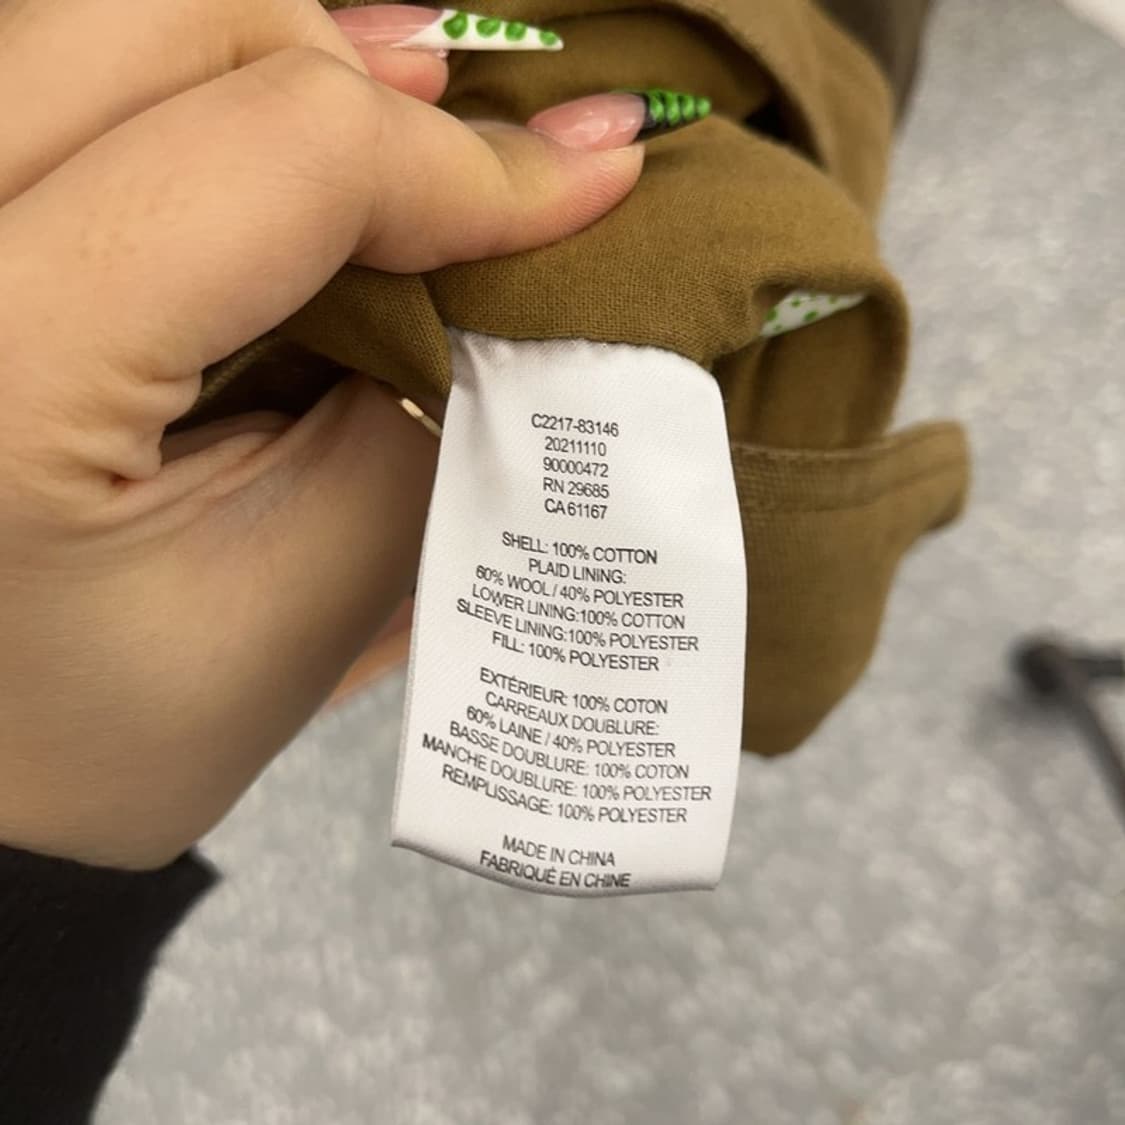 C2217-83146
20211110
90000472
RN 29685
CA 61167
SHELL: 100% COTTON
PLAID LINING:
60% WOOL / 40% POLYESTER
LOWER LINING:100% COTTON
SLEEVE LINING:100% POLYESTER
FILL: 100% POLYESTER
EXTÉRIEUR: 100% COTON
CARREAUX DOUBLURE:
60% LAINE / 40% POLYESTER
BASSE DOUBLURE: 100% COTON
MANCHE DOUBLURE: 100% POLYESTER
REMPLISSAGE: 100% POLYESTER
MADE IN CHINA
FABRIQUÉ EN CHINE